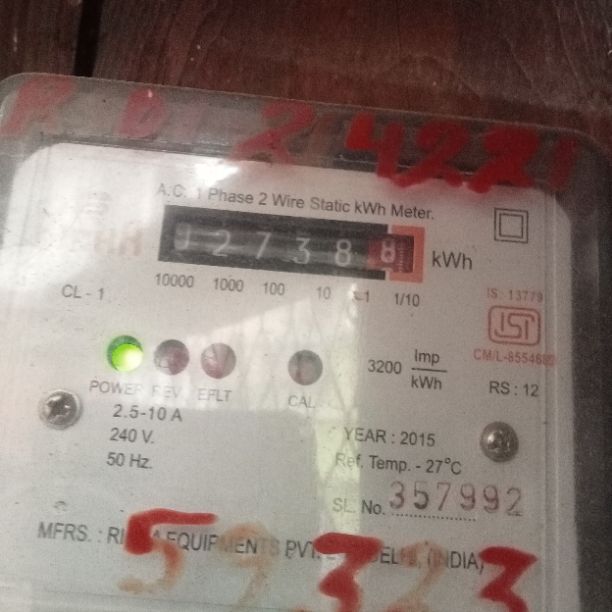 R D 2 4221
A.C. 1 Phase 2 Wire Static kWh Meter.
027388 kWh
10000 1000 100 10 1 1/10
CL - 1
IS : 13779
ISI
3200 Imp/kWh
RS : 12
POWER REV EFLT CAL
2.5-10 A
240 V.
50 Hz.
YEAR : 2015
Ref. Temp. - 27°C
SL. No. 357992
MFRS. : EQUIPMENTS PVT. (INDIA)